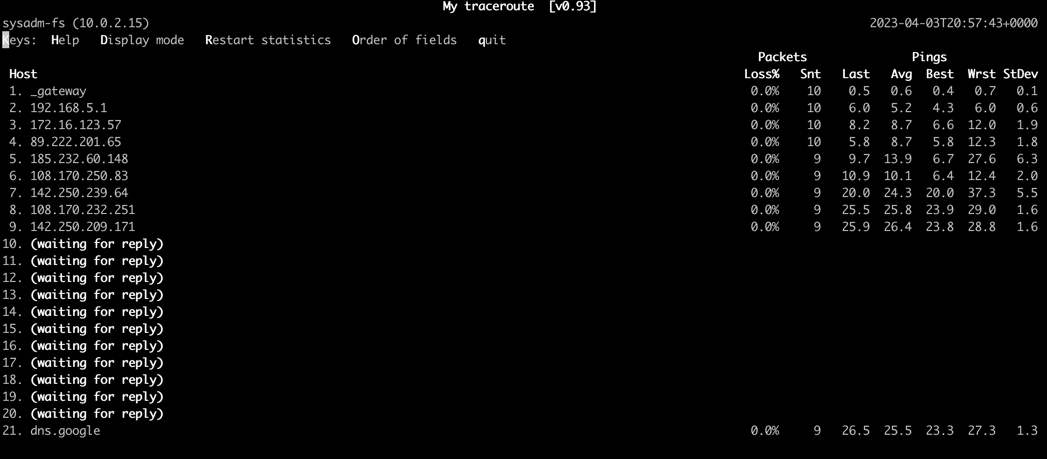 My traceroute  [v0.93]
sysadm-fs (10.0.2.15) 2023-04-03T20:57:43+0000
Keys:  Help   Display mode   Restart statistics   Order of fields   quit
Packets Pings
Host Loss% Snt Last Avg Best Wrst StDev
1. _gateway 0.0% 10 0.5 0.6 0.4 0.7 0.1
2. 192.168.5.1 0.0% 10 6.0 5.2 4.3 6.0 0.6
3. 172.16.123.57 0.0% 10 8.2 8.7 6.6 12.0 1.9
4. 89.222.201.65 0.0% 10 5.8 8.7 5.8 12.3 1.8
5. 185.232.60.148 0.0% 9 9.7 13.9 6.7 27.6 6.3
6. 108.170.250.83 0.0% 9 10.9 10.1 6.4 12.4 2.0
7. 142.250.239.64 0.0% 9 20.0 24.3 20.0 37.3 5.5
8. 108.170.232.251 0.0% 9 25.5 25.8 23.9 29.0 1.6
9. 142.250.209.171 0.0% 9 25.9 26.4 23.8 28.8 1.6
10. (waiting for reply)
11. (waiting for reply)
12. (waiting for reply)
13. (waiting for reply)
14. (waiting for reply)
15. (waiting for reply)
16. (waiting for reply)
17. (waiting for reply)
18. (waiting for reply)
19. (waiting for reply)
20. (waiting for reply)
21. dns.google 0.0% 9 26.5 25.5 23.3 27.3 1.3